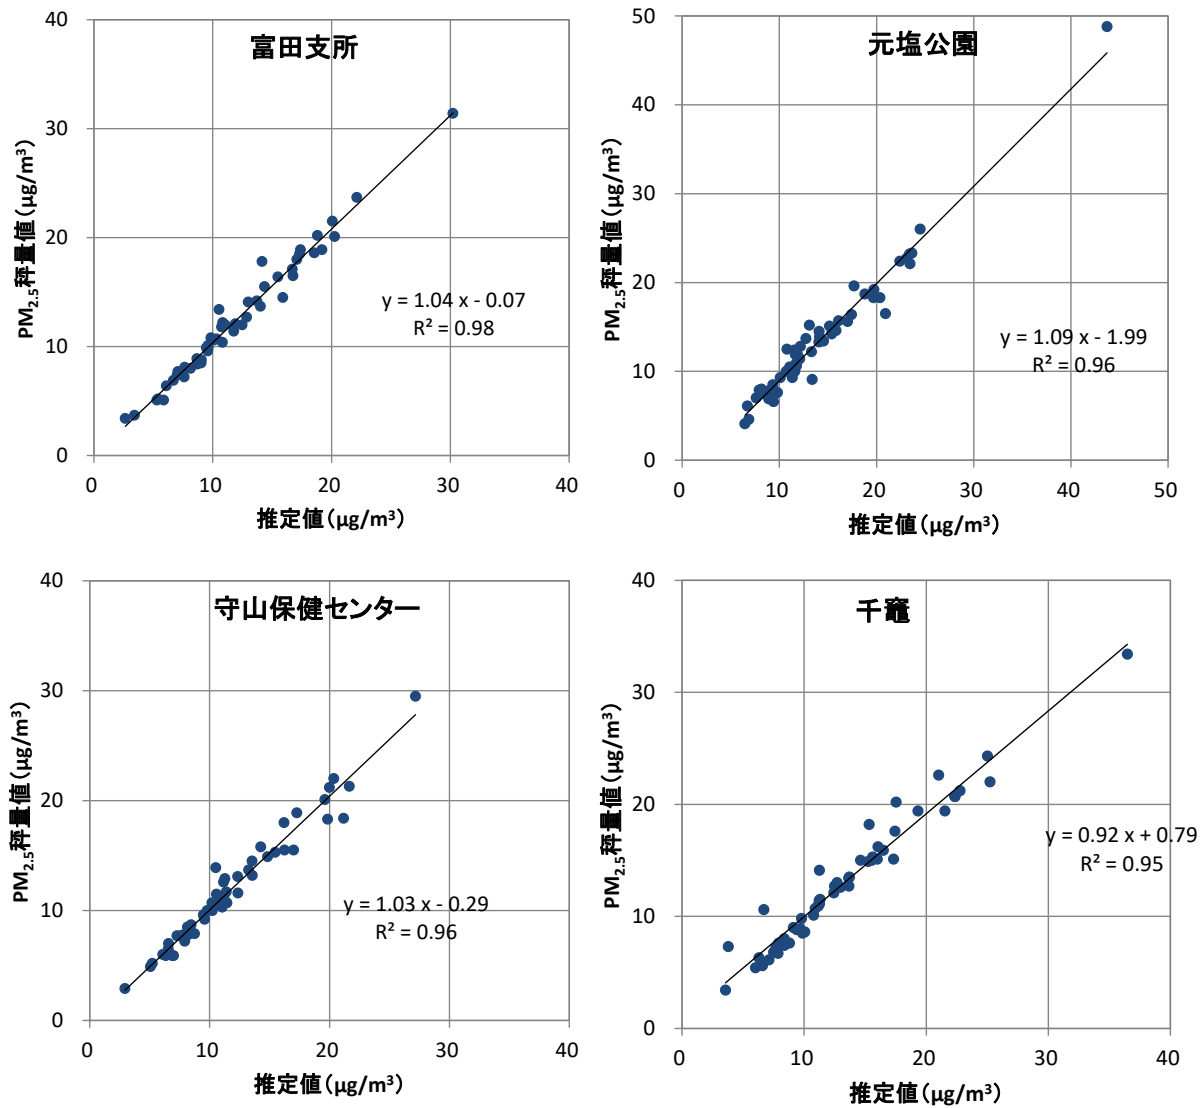 富田支所
PM2.5秤量値(μg/m³)
40
30
20
10
0
y = 1.04 x - 0.07
R² = 0.98
0 10 20 30 40
推定値(μg/m³)
元塩公園
PM2.5秤量値(μg/m³)
50
40
30
20
10
0
y = 1.09 x - 1.99
R² = 0.96
0 10 20 30 40 50
推定値(μg/m³)
守山保健センター
PM2.5秤量値(μg/m³)
40
30
20
10
0
y = 1.03 x - 0.29
R² = 0.96
0 10 20 30 40
推定値(μg/m³)
千竈
PM2.5秤量値(μg/m³)
40
30
20
10
0
y = 0.92 x + 0.79
R² = 0.95
0 10 20 30 40
推定値(μg/m³)